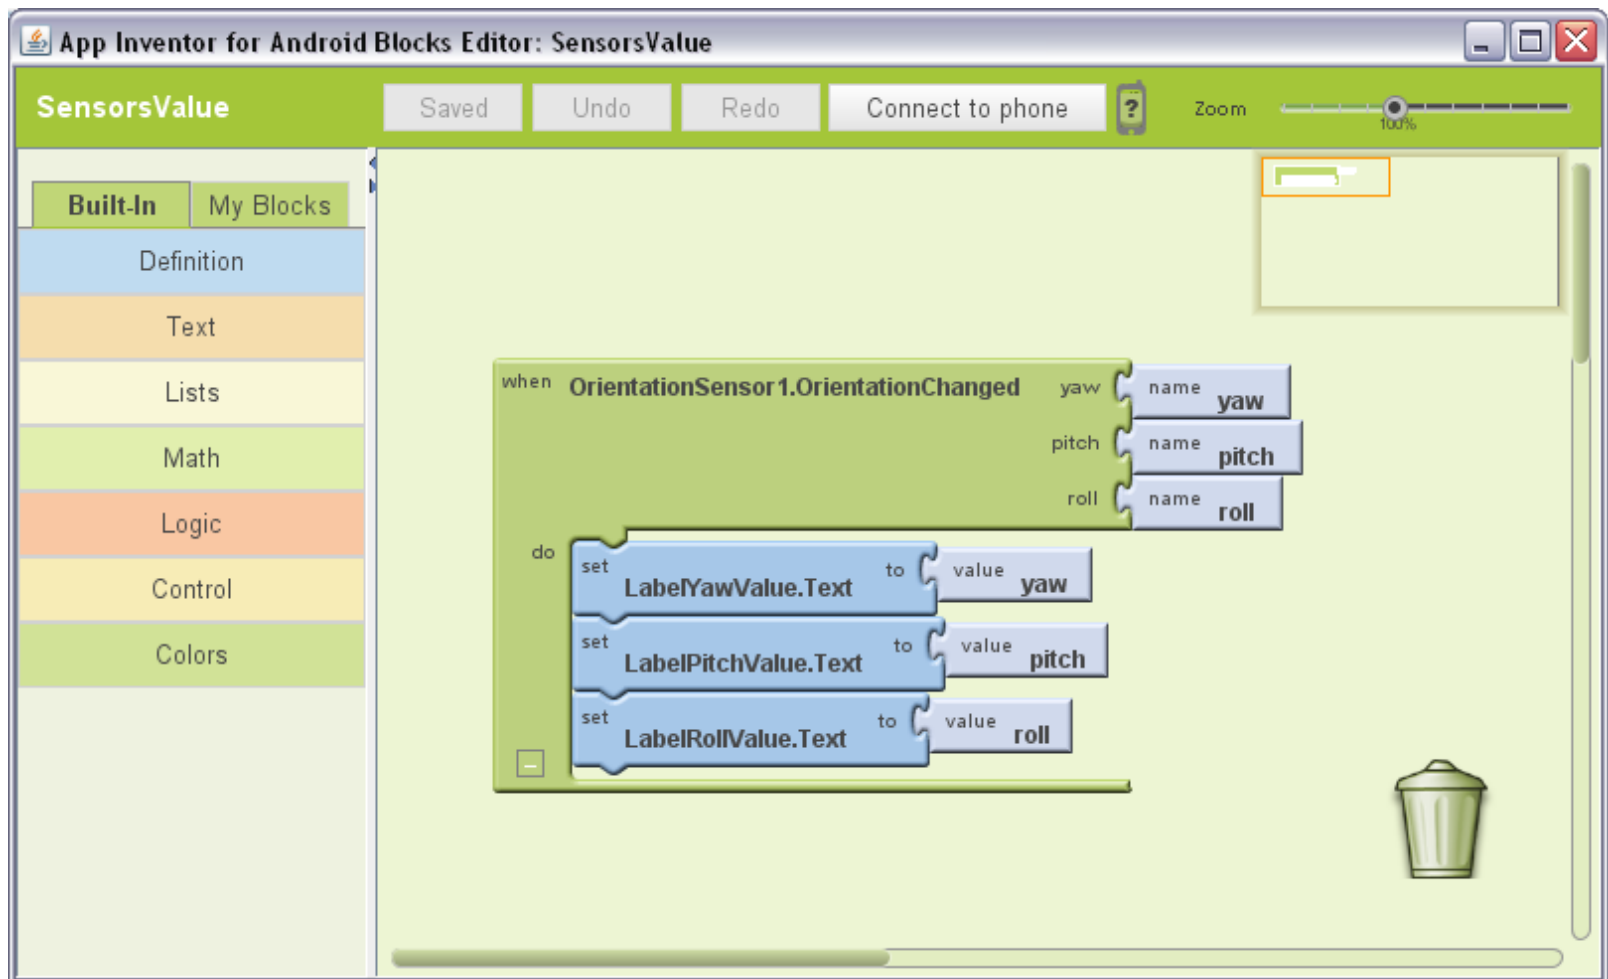 App Inventor for Android Blocks Editor: SensorsValue
SensorsValue Saved Undo Redo Connect to phone ? Zoom 100%
Built-In My Blocks
Definition
Text
Lists
Math
Logic
Control
Colors
when OrientationSensor1.OrientationChanged yaw name yaw
pitch name pitch
roll name roll
do
set LabelYawValue.Text to value yaw
set LabelPitchValue.Text to value pitch
set LabelRollValue.Text to value roll